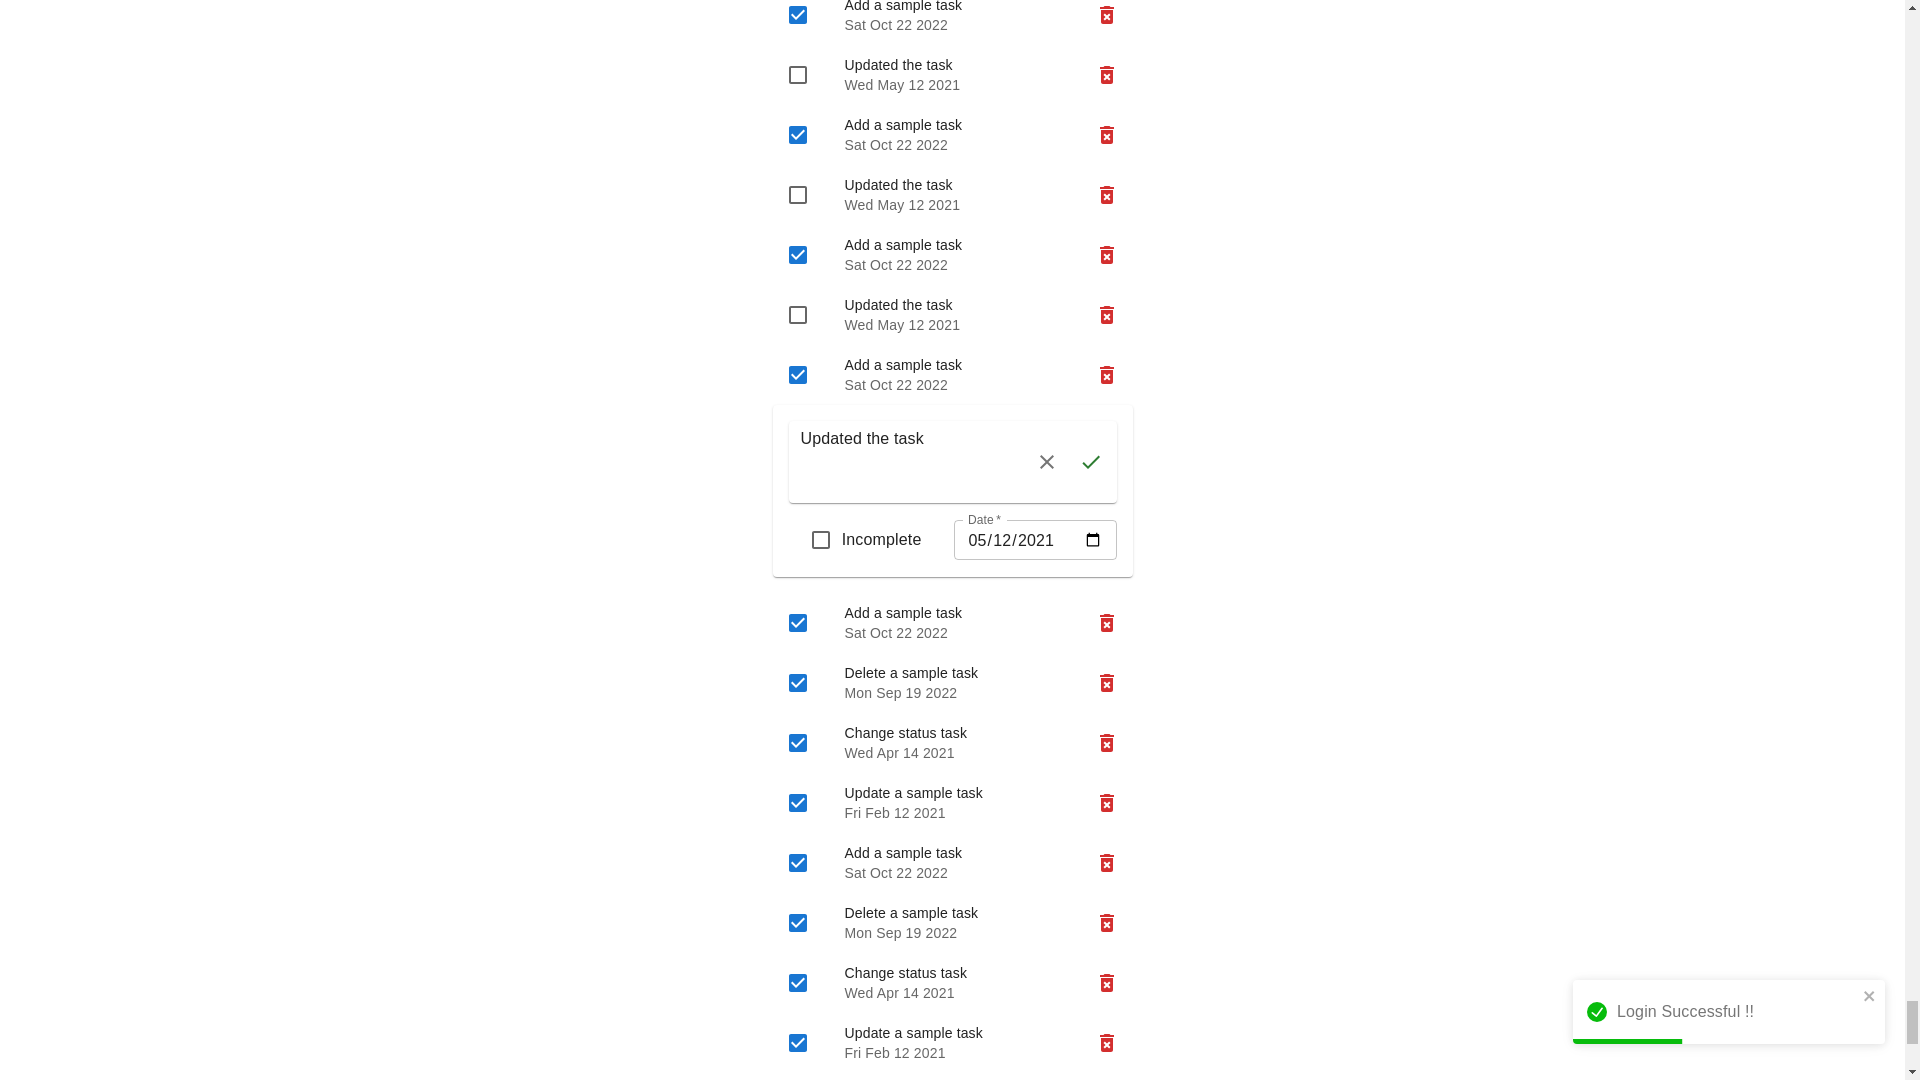 Add a sample task
Sat Oct 22 2022
Updated the task
Wed May 12 2021
Add a sample task
Sat Oct 22 2022
Updated the task
Wed May 12 2021
Add a sample task
Sat Oct 22 2022
Updated the task
Wed May 12 2021
Add a sample task
Sat Oct 22 2022
Updated the task
Incomplete
Date *
05/12/2021
Add a sample task
Sat Oct 22 2022
Delete a sample task
Mon Sep 19 2022
Change status task
Wed Apr 14 2021
Update a sample task
Fri Feb 12 2021
Add a sample task
Sat Oct 22 2022
Delete a sample task
Mon Sep 19 2022
Change status task
Wed Apr 14 2021
Update a sample task
Fri Feb 12 2021
Login Successful !!